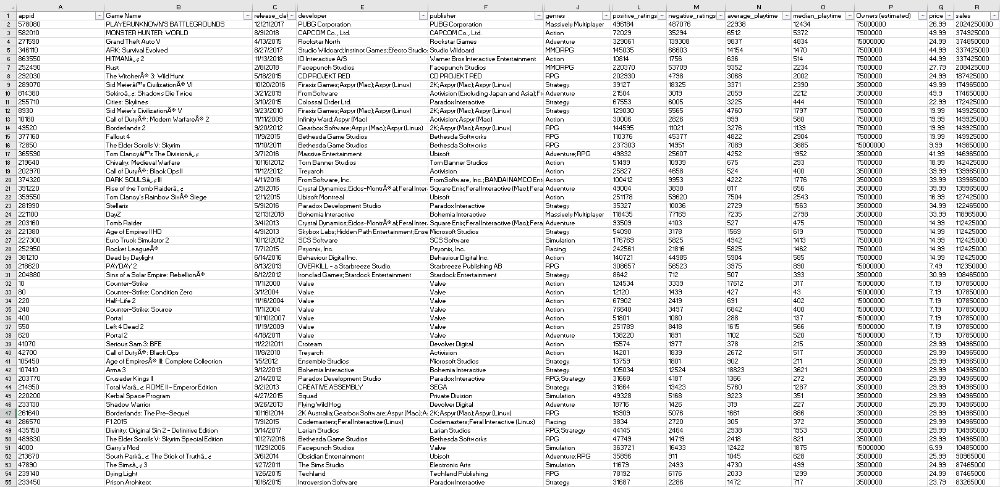 A B C E F J L M N O P Q R
1 appid Game Name release_dat developer publisher genres positive_ratings negative_ratings average_playtime median_playtime Owners (estimated) price sales
2 578080 PLAYERUNKNOWN'S BATTLEGROUNDS 12/21/2017 PUBG Corporation PUBG Corporation Massively Multiplayer 496184 487076 22938 12434 75000000 26.99 2024250000
3 582010 MONSTER HUNTER: WORLD 8/9/2018 CAPCOM Co., Ltd. CAPCOM Co., Ltd. Action 72029 35294 6512 5372 7500000 49.99 374925000
4 271590 Grand Theft Auto V 4/13/2015 Rockstar North Rockstar Games Adventure 329061 139308 9837 4834 15000000 24.99 374850000
5 346110 ARK: Survival Evolved 8/27/2017 Studio Wildcard;Instinct Games;Efecto Studio: Studio Wildcard MMORPG 145035 66603 14154 1470 7500000 44.99 337425000
6 863550 HITMANâ„¢ 2 11/13/2018 IO Interactive A/S Warner Bros Interactive Entertainment Action 10814 1756 636 514 7500000 44.99 337425000
7 252490 Rust 2/8/2018 Facepunch Studios Facepunch Studios MMORPG 220370 53709 9352 2234 7500000 27.79 208425000
8 292030 The WitcherÂ® 3: Wild Hunt 5/18/2015 CD PROJEKT RED CD PROJEKT RED RPG 202930 4798 3068 2002 7500000 24.99 187425000
9 289070 Sid Meierâ€™s CivilizationÂ® VI 10/20/2016 Firaxis Games;Aspyr (Mac);Aspyr (Linux) 2K;Aspyr (Mac);Aspyr (Linux) Strategy 39127 18325 3371 2390 3500000 49.99 174965000
10 814380 Sekiroâ„¢: Shadows Die Twice 3/21/2019 FromSoftware Activision (Excluding Japan and Asia);Fr Adventure 21504 3019 2059 2212 3500000 49.9 174650000
11 255710 Cities: Skylines 3/10/2015 Colossal Order Ltd. Paradox Interactive Strategy 67553 6005 3225 444 7500000 22.99 172425000
12 8930 Sid Meier's CivilizationÂ® V 9/23/2010 Firaxis Games;Aspyr (Mac);Aspyr (Linux) 2K;Aspyr (Mac);Aspyr (Linux) Strategy 129030 5565 4760 1797 7500000 19.99 149925000
13 10180 Call of DutyÂ®: Modern WarfareÂ® 2 11/11/2009 Infinity Ward;Aspyr (Mac) Activision;Aspyr (Mac) Action 30006 2826 999 580 7500000 19.99 149925000
14 49520 Borderlands 2 9/20/2012 Gearbox Software;Aspyr (Mac);Aspyr (Linux) 2K;Aspyr (Mac);Aspyr (Linux) RPG 144595 11021 3276 1139 7500000 19.99 149925000
15 377160 Fallout 4 11/9/2015 Bethesda Game Studios Bethesda Softworks RPG 110376 45377 4822 2904 7500000 19.99 149925000
16 72850 The Elder Scrolls V: Skyrim 11/10/2011 Bethesda Game Studios Bethesda Softworks RPG 237303 14951 7089 3885 15000000 9.99 149850000
17 365590 Tom Clancyâ€™s The Divisionâ„¢ 3/7/2016 Massive Entertainment Ubisoft Adventure;RPG 49832 25607 4252 1952 3500000 41.99 146965000
18 219640 Chivalry: Medieval Warfare 10/16/2012 Torn Banner Studios Torn Banner Studios Action 51499 10939 675 293 7500000 18.99 142425000
19 202970 Call of DutyÂ®: Black Ops II 11/12/2012 Treyarch Activision Action 25827 4658 524 400 3500000 39.99 139965000
20 374320 DARK SOULSâ„¢ III 4/11/2016 FromSoftware, Inc. FromSoftware, Inc.;BANDAI NAMCO Ent Action 100412 9953 4222 1776 3500000 39.99 139965000
21 391220 Rise of the Tomb Raiderâ„¢ 2/9/2016 Crystal Dynamics;Eidos-MontrÃ©al;Feral Inter Square Enix;Feral Interactive (Mac);Fera Adventure 49004 3838 817 656 3500000 39.99 139965000
22 359550 Tom Clancy's Rainbow SixÂ® Siege 12/1/2015 Ubisoft Montreal Ubisoft Action 251178 59620 7504 2543 7500000 16.99 127425000
23 281990 Stellaris 5/9/2016 Paradox Development Studio Paradox Interactive Strategy 35327 10036 2729 1563 3500000 34.99 122465000
24 221100 DayZ 12/13/2018 Bohemia Interactive Bohemia Interactive Massively Multiplayer 118435 77169 7235 2798 3500000 33.99 118965000
25 203160 Tomb Raider 3/4/2013 Crystal Dynamics;Eidos-MontrÃ©al;Feral Inter Square Enix;Feral Interactive (Mac);Fera Adventure 93509 4103 527 475 7500000 14.99 112425000
26 221380 Age of Empires II HD 4/9/2013 Skybox Labs;Hidden Path Entertainment;Ense Microsoft Studios Strategy 54090 3178 1569 619 7500000 14.99 112425000
27 227300 Euro Truck Simulator 2 10/12/2012 SCS Software SCS Software Simulation 176769 5825 4942 1413 7500000 14.99 112425000
28 252950 Rocket LeagueÂ® 7/7/2015 Psyonix, Inc. Psyonix, Inc. Racing 242561 21816 5825 1462 7500000 14.99 112425000
29 381210 Dead by Daylight 6/14/2016 Behaviour Digital Inc. Behaviour Digital Inc. Action 140721 44985 5904 585 7500000 14.99 112425000
30 218620 PAYDAY 2 8/13/2013 OVERKILL - a Starbreeze Studio. Starbreeze Publishing AB RPG 308657 56523 3975 890 15000000 7.49 112350000
31 204880 Sins of a Solar Empire: RebellionÂ® 6/12/2012 Ironclad Games;Stardock Entertainment Stardock Entertainment Strategy 8642 712 507 393 3500000 30.99 108465000
32 10 Counter-Strike 11/1/2000 Valve Valve Action 124534 3339 17612 317 15000000 7.19 107850000
33 80 Counter-Strike: Condition Zero 3/1/2004 Valve Valve Action 12120 1439 427 43 15000000 7.19 107850000
34 220 Half-Life 2 11/16/2004 Valve Valve Action 67902 2419 691 402 15000000 7.19 107850000
35 240 Counter-Strike: Source 11/1/2004 Valve Valve Action 76640 3497 6842 400 15000000 7.19 107850000
36 400 Portal 10/10/2007 Valve Valve Action 51801 1080 288 137 15000000 7.19 107850000
37 550 Left 4 Dead 2 11/19/2009 Valve Valve Action 251789 8418 1615 566 15000000 7.19 107850000
38 620 Portal 2 4/18/2011 Valve Valve Adventure 138220 1891 1102 520 15000000 7.19 107850000
39 41070 Serious Sam 3: BFE 11/22/2011 Croteam Devolver Digital Action 15574 1977 378 215 3500000 29.99 104965000
40 42700 Call of DutyÂ®: Black Ops 11/8/2010 Treyarch Activision Action 14201 1839 2672 517 3500000 29.99 104965000
41 105450 Age of EmpiresÂ® III: Complete Collection 1/5/2012 Ensemble Studios Microsoft Studios Strategy 13759 1801 902 211 3500000 29.99 104965000
42 107410 Arma 3 9/12/2013 Bohemia Interactive Bohemia Interactive Strategy 105034 12524 18823 3621 3500000 29.99 104965000
43 203770 Crusader Kings II 2/14/2012 Paradox Development Studio Paradox Interactive RPG;Strategy 31668 4187 1366 272 3500000 29.99 104965000
44 214950 Total Warâ„¢: ROME II - Emperor Edition 9/2/2013 CREATIVE ASSEMBLY SEGA Strategy 31864 13423 5760 1287 3500000 29.99 104965000
45 220200 Kerbal Space Program 4/27/2015 Squad Private Division Simulation 49328 5168 9223 351 3500000 29.99 104965000
46 233130 Shadow Warrior 9/26/2013 Flying Wild Hog Devolver Digital Adventure 18716 1426 319 227 3500000 29.99 104965000
47 261640 Borderlands: The Pre-Sequel 10/16/2014 2K Australia;Gearbox Software;Aspyr (Mac);A: 2K;Aspyr (Mac);Aspyr (Linux) RPG 16909 5076 1661 886 3500000 29.99 104965000
48 286570 F1 2015 7/9/2015 Codemasters;Feral Interactive (Linux) Codemasters;Feral Interactive (Linux) Racing 3834 2720 305 372 3500000 29.99 104965000
49 435150 Divinity: Original Sin 2 - Definitive Edition 9/14/2017 Larian Studios Larian Studios RPG;Strategy 44145 2464 2938 1953 3500000 29.99 104965000
50 489830 The Elder Scrolls V: Skyrim Special Edition 10/27/2016 Bethesda Game Studios Bethesda Softworks RPG 47749 14719 2418 821 3500000 29.99 104965000
51 4000 Garry's Mod 11/29/2006 Facepunch Studios Valve Simulation 363721 16433 12422 1875 15000000 6.99 104850000
52 213670 South Parkâ„¢: The Stick of Truthâ„¢ 3/6/2014 Obsidian Entertainment Ubisoft Adventure;RPG 35896 911 1045 628 3500000 25.99 90965000
53 47890 The Simsâ„¢ 3 1/27/2011 The Sims Studio Electronic Arts Simulation 11679 2493 4730 499 3500000 24.99 87465000
54 239140 Dying Light 1/26/2015 Techland Techland Publishing RPG 78192 6176 2033 1299 3500000 24.99 87465000
55 233450 Prison Architect 10/6/2015 Introversion Software Paradox Interactive Strategy 31687 2286 1472 717 3500000 23.79 83265000